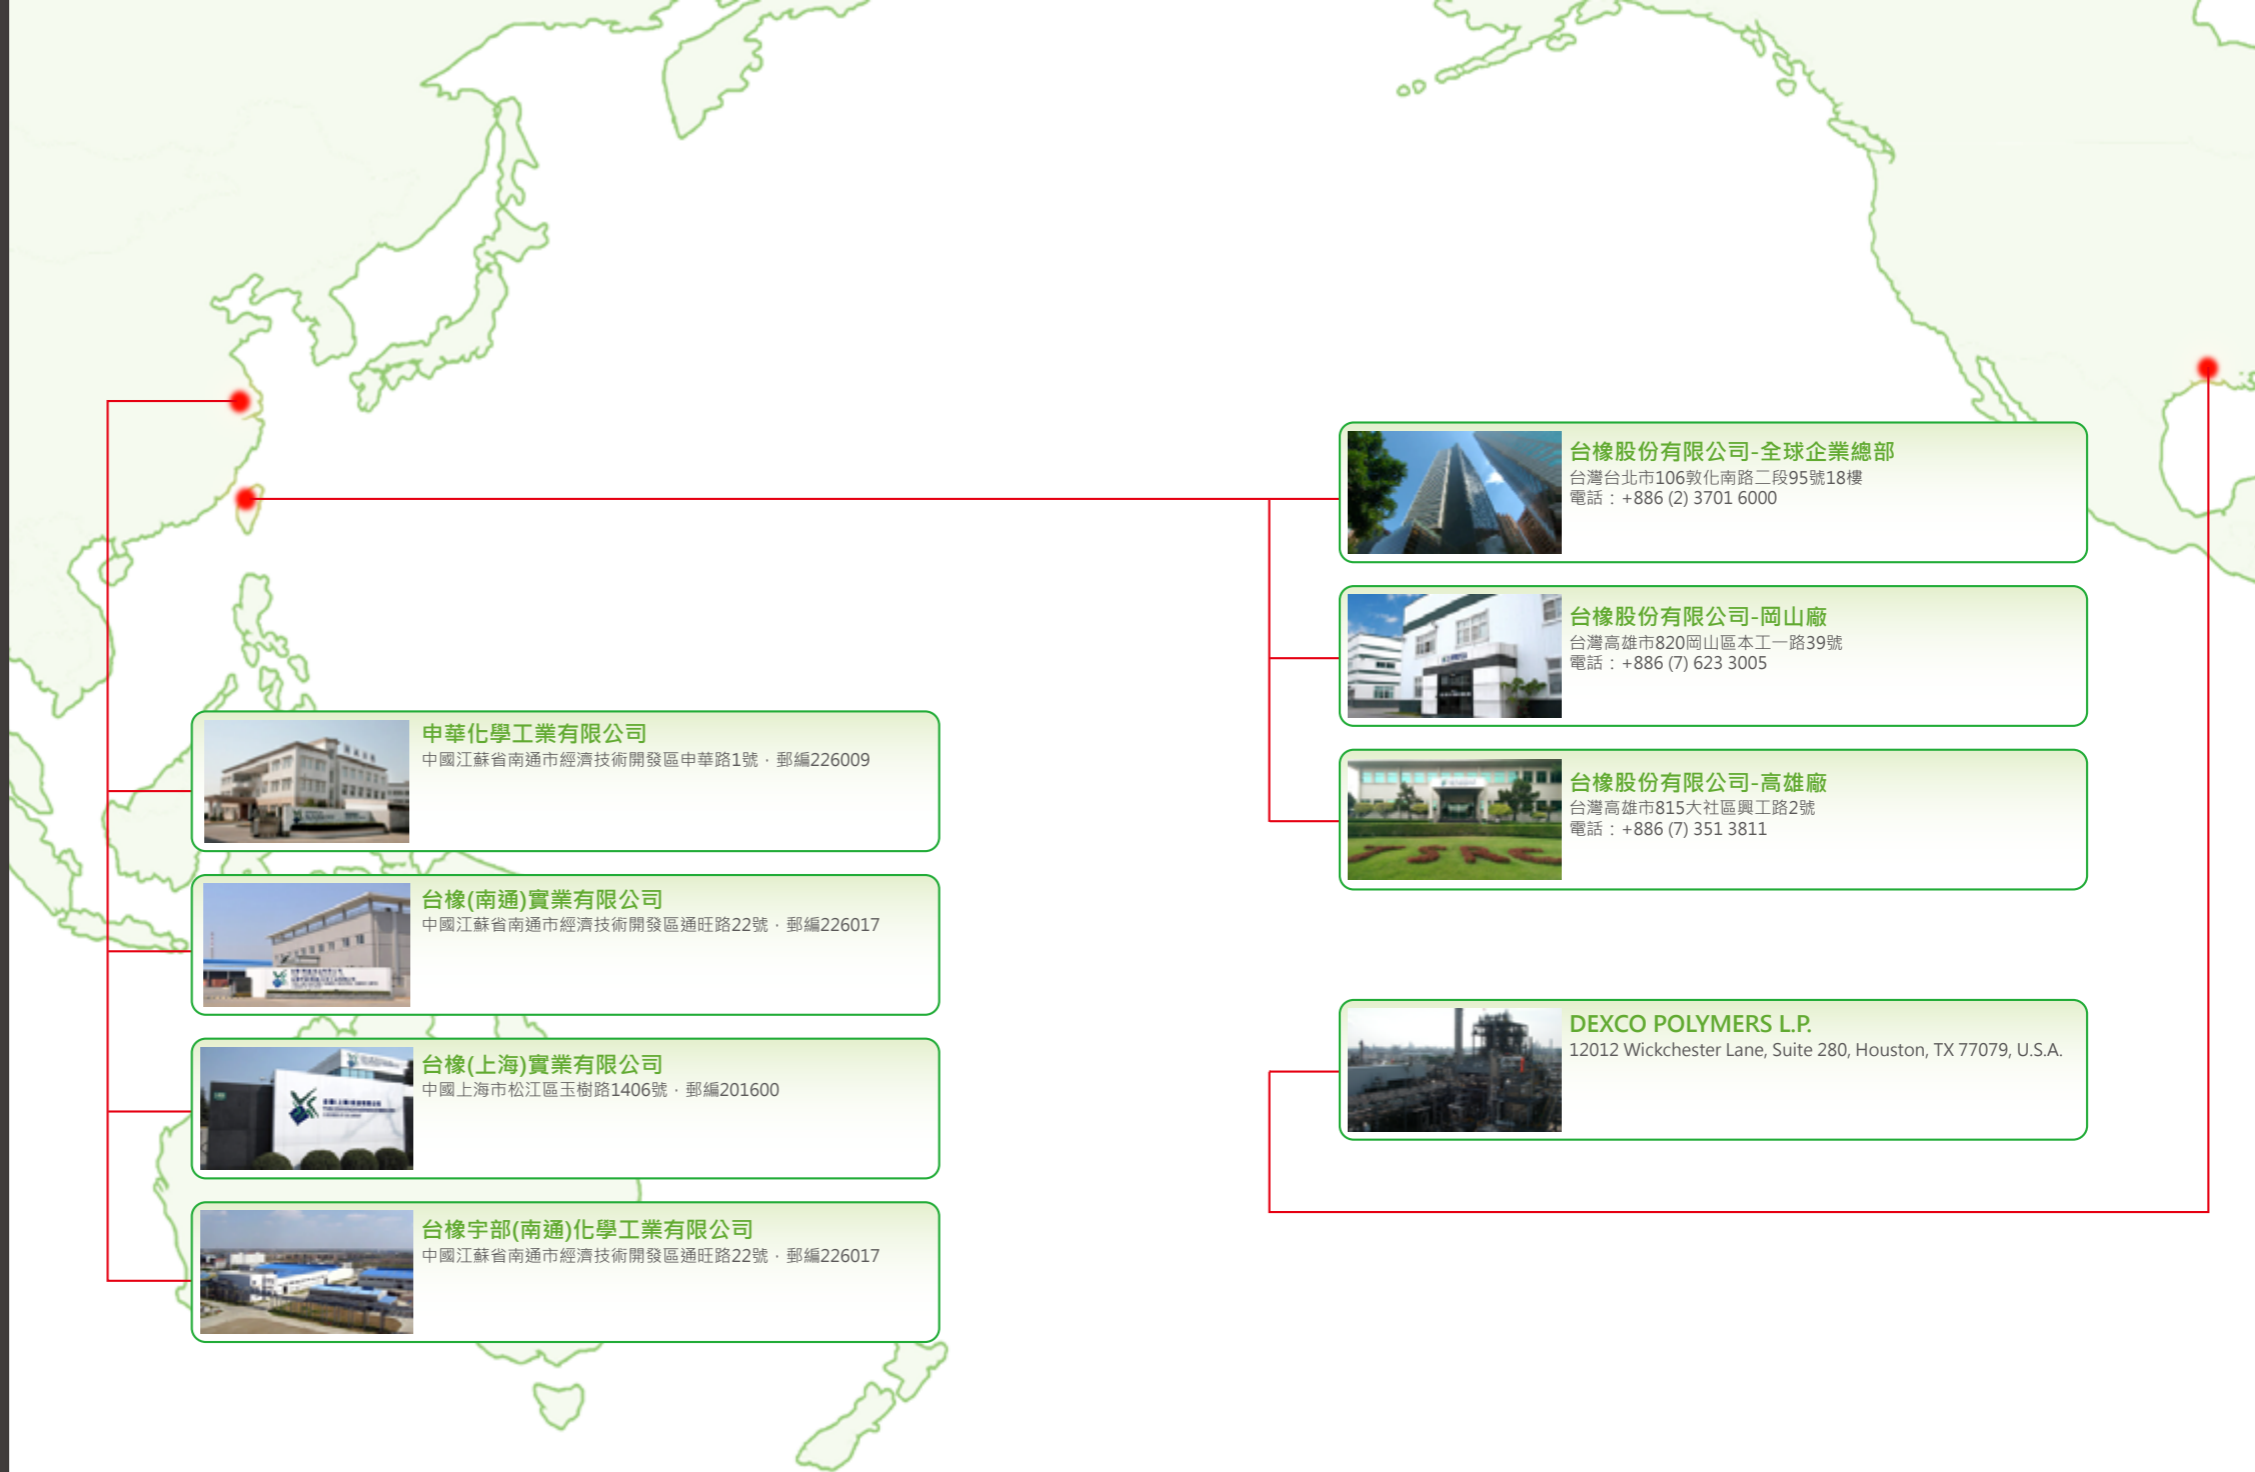 台橡股份有限公司-全球企業總部
台灣台北市106敦化南路二段95號18樓
電話：+886 (2) 3701 6000
台橡股份有限公司-岡山廠
台灣高雄市820岡山區本工一路39號
電話：+886 (7) 623 3005
台橡股份有限公司-高雄廠
台灣高雄市815大社區興工路2號
電話：+886 (7) 351 3811
TSRC
申華化學工業有限公司
中國江蘇省南通市經濟技術開發區申華路1號，郵編226009
台橡(南通)實業有限公司
中國江蘇省南通市經濟技術開發區通旺路22號，郵編226017
台橡(上海)實業有限公司
中國上海市松江區玉樹路1406號，郵編201600
台橡宇部(南通)化學工業有限公司
中國江蘇省南通市經濟技術開發區通旺路22號，郵編226017
DEXCO POLYMERS L.P.
12012 Wickchester Lane, Suite 280, Houston, TX 77079, U.S.A.